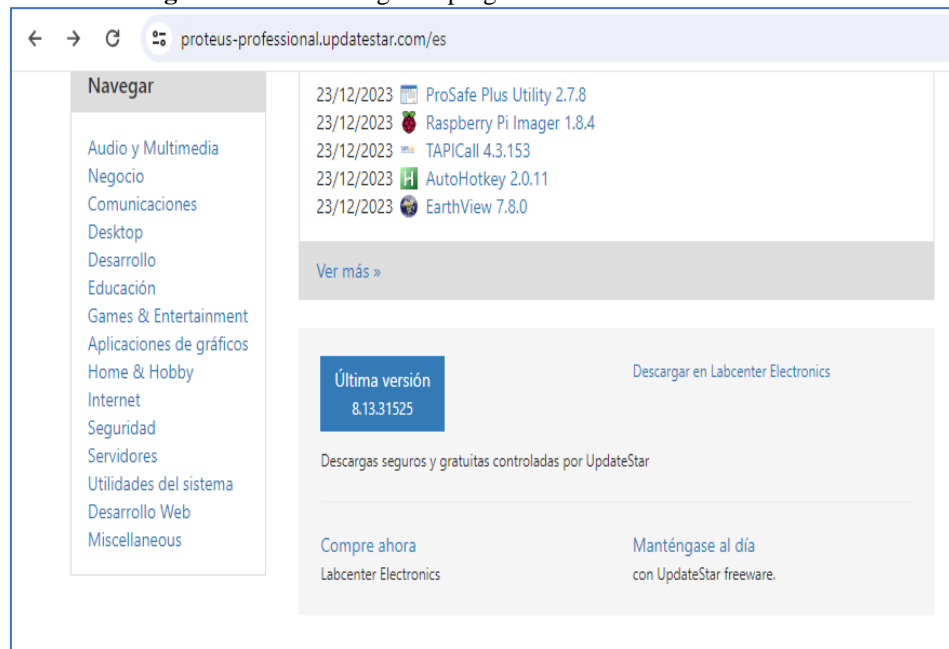 proteus-professional.updatestar.com/es
Navegar
Audio y Multimedia
Negocio
Comunicaciones
Desktop
Desarrollo
Educación
Games & Entertainment
Aplicaciones de gráficos
Home & Hobby
Internet
Seguridad
Servidores
Utilidades del sistema
Desarrollo Web
Miscellaneous
23/12/2023 ProSafe Plus Utility 2.7.8
23/12/2023 Raspberry Pi Imager 1.8.4
23/12/2023 TAPICall 4.3.153
23/12/2023 AutoHotkey 2.0.11
23/12/2023 EarthView 7.8.0
Ver más »
Última versión
8.13.31525
Descargar en Labcenter Electronics
Descargas seguros y gratuitas controladas por UpdateStar
Compre ahora
Labcenter Electronics
Manténgase al día
con UpdateStar freeware.